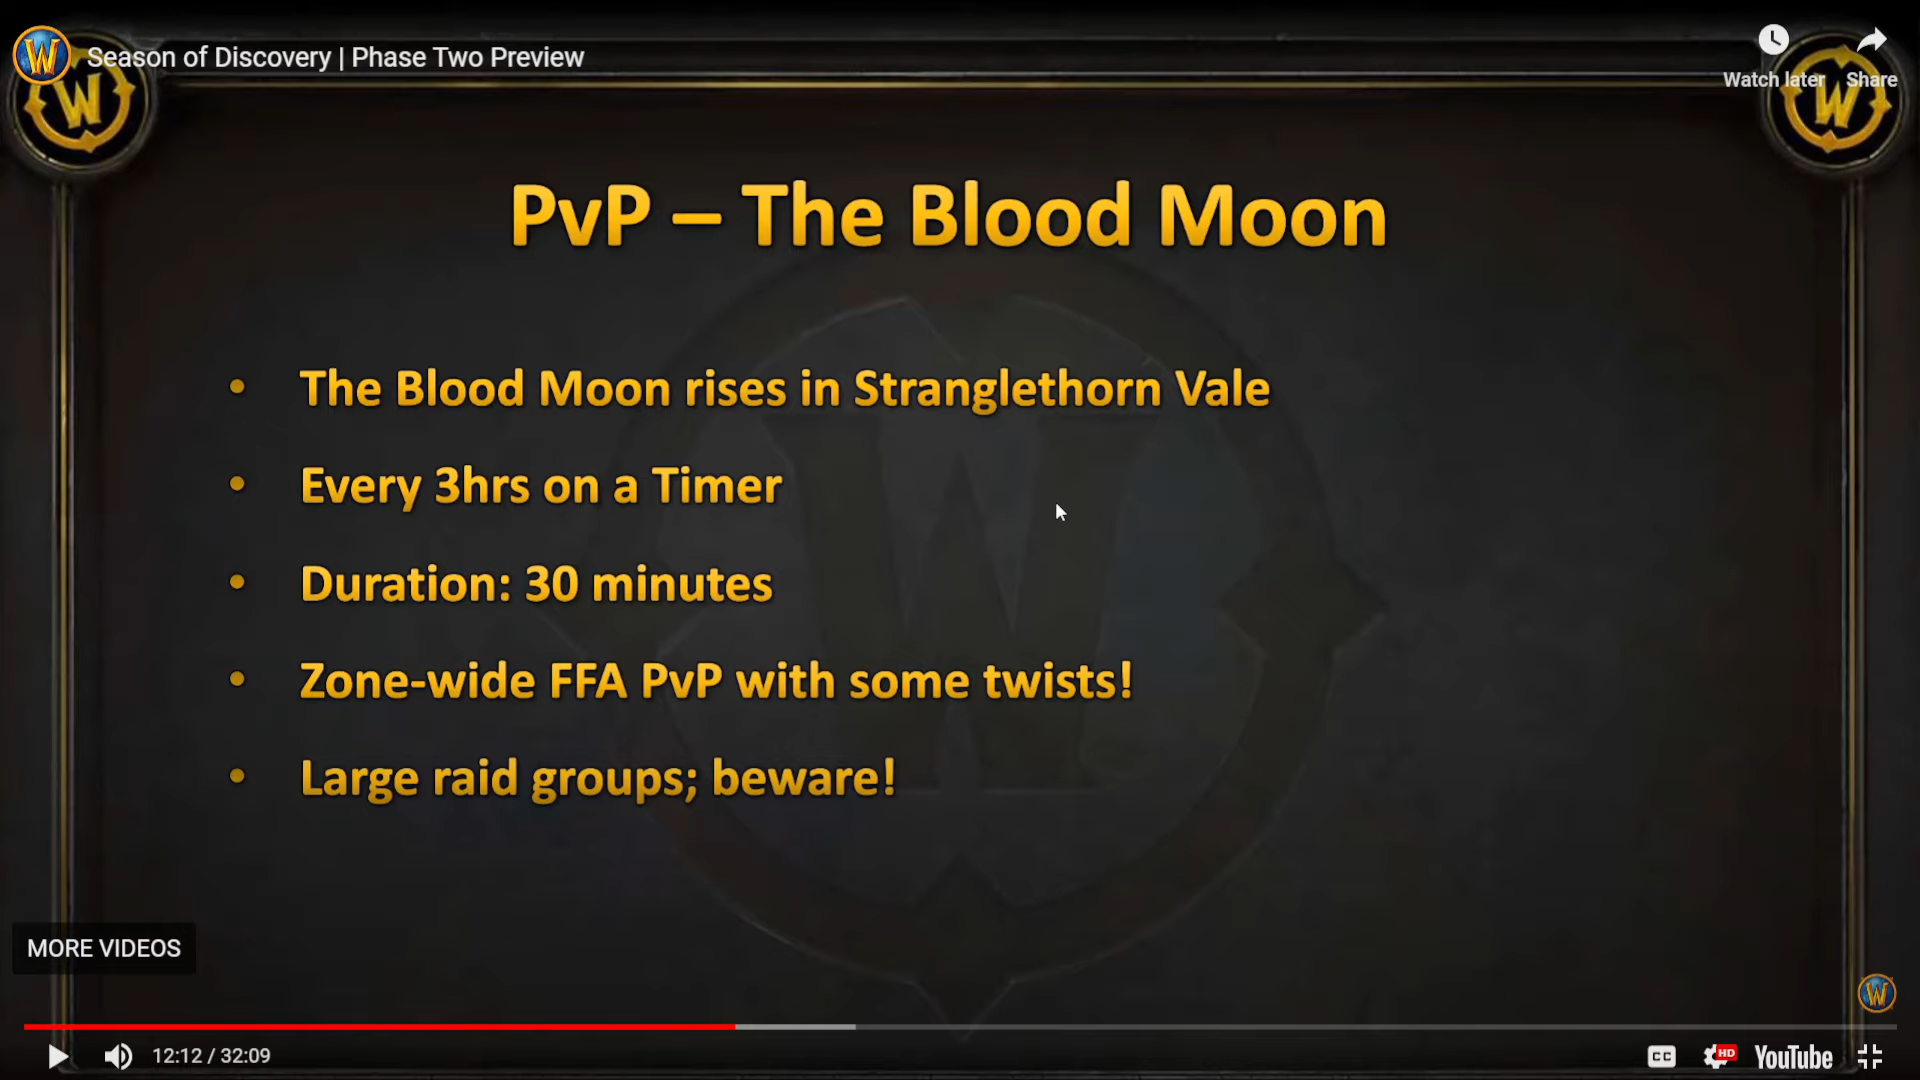 Season of Discovery | Phase Two Preview
Watch later
Share
PvP – The Blood Moon
• The Blood Moon rises in Stranglethorn Vale
• Every 3hrs on a Timer
• Duration: 30 minutes
• Zone-wide FFA PvP with some twists!
• Large raid groups; beware!
MORE VIDEOS
12:12 / 32:09
CC
HD
YouTube